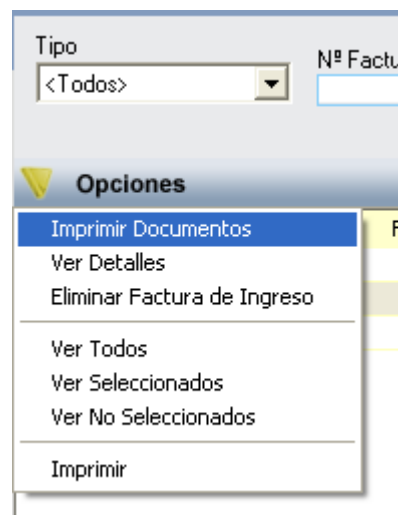 Tipo
Nº Factu
<Todos>
Opciones
Imprimir Documentos
Ver Detalles
Eliminar Factura de Ingreso
Ver Todos
Ver Seleccionados
Ver No Seleccionados
Imprimir